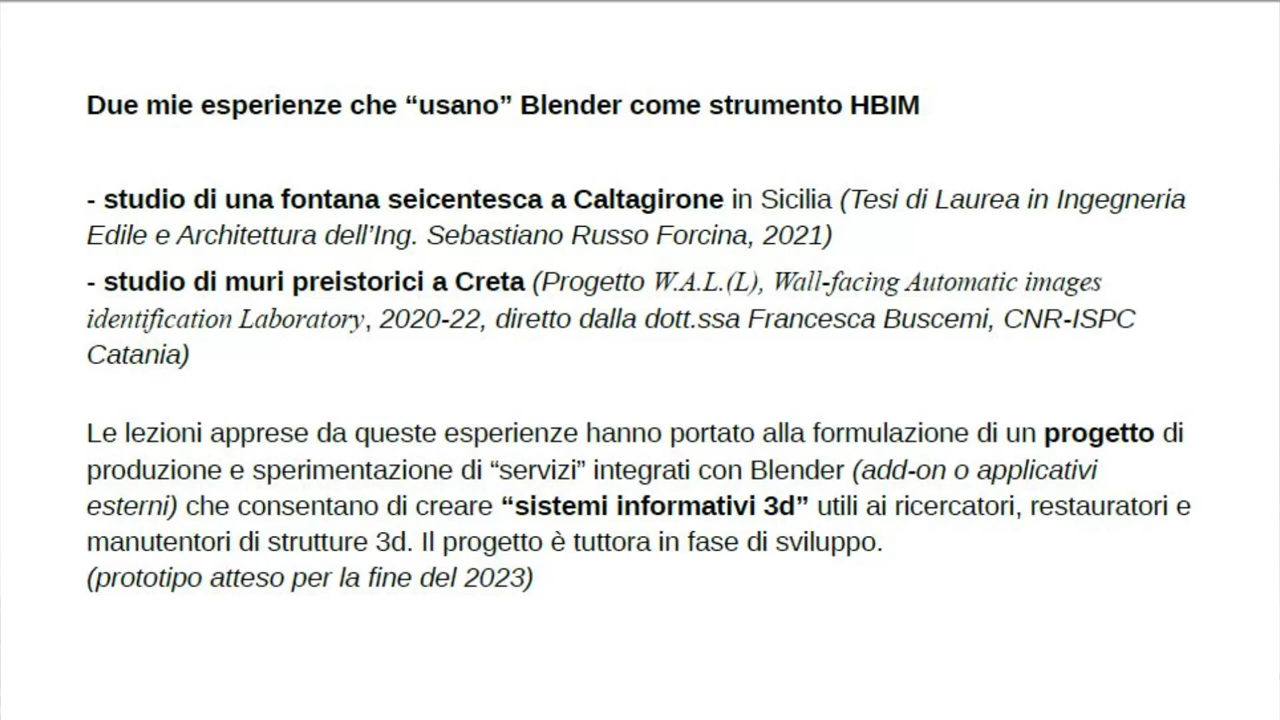 Due mie esperienze che “usano” Blender come strumento HBIM
- studio di una fontana seicentesca a Caltagirone in Sicilia (Tesi di Laurea in Ingegneria
Edile e Architettura dell’Ing. Sebastiano Russo Forcina, 2021)
- studio di muri preistorici a Creta (Progetto W.A.L.(L), Wall-facing Automatic images
identification Laboratory, 2020-22, diretto dalla dott.ssa Francesca Buscemi, CNR-ISPC
Catania)
Le lezioni apprese da queste esperienze hanno portato alla formulazione di un progetto di
produzione e sperimentazione di “servizi” integrati con Blender (add-on o applicativi
esterni) che consentano di creare “sistemi informativi 3d” utili ai ricercatori, restauratori e
manutentori di strutture 3d. Il progetto è tuttora in fase di sviluppo.
(prototipo atteso per la fine del 2023)